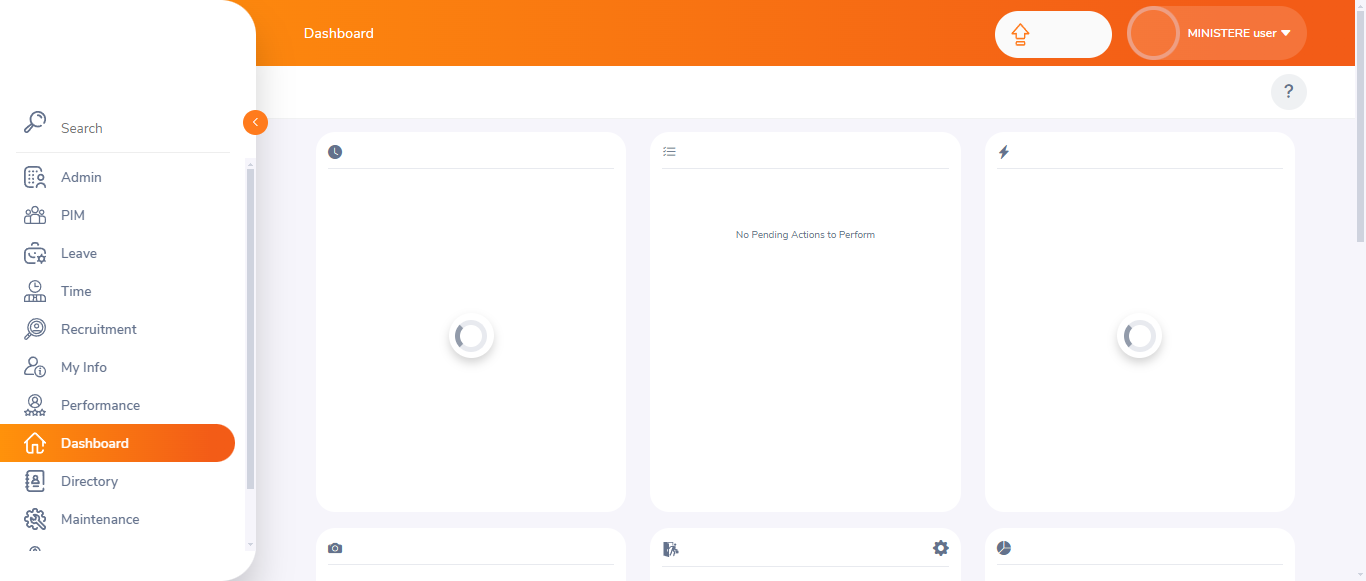 Dashboard
MINISTERE user
?
Search
Admin
PIM
Leave
Time
Recruitment
My Info
Performance
Dashboard
Directory
Maintenance
No Pending Actions to Perform